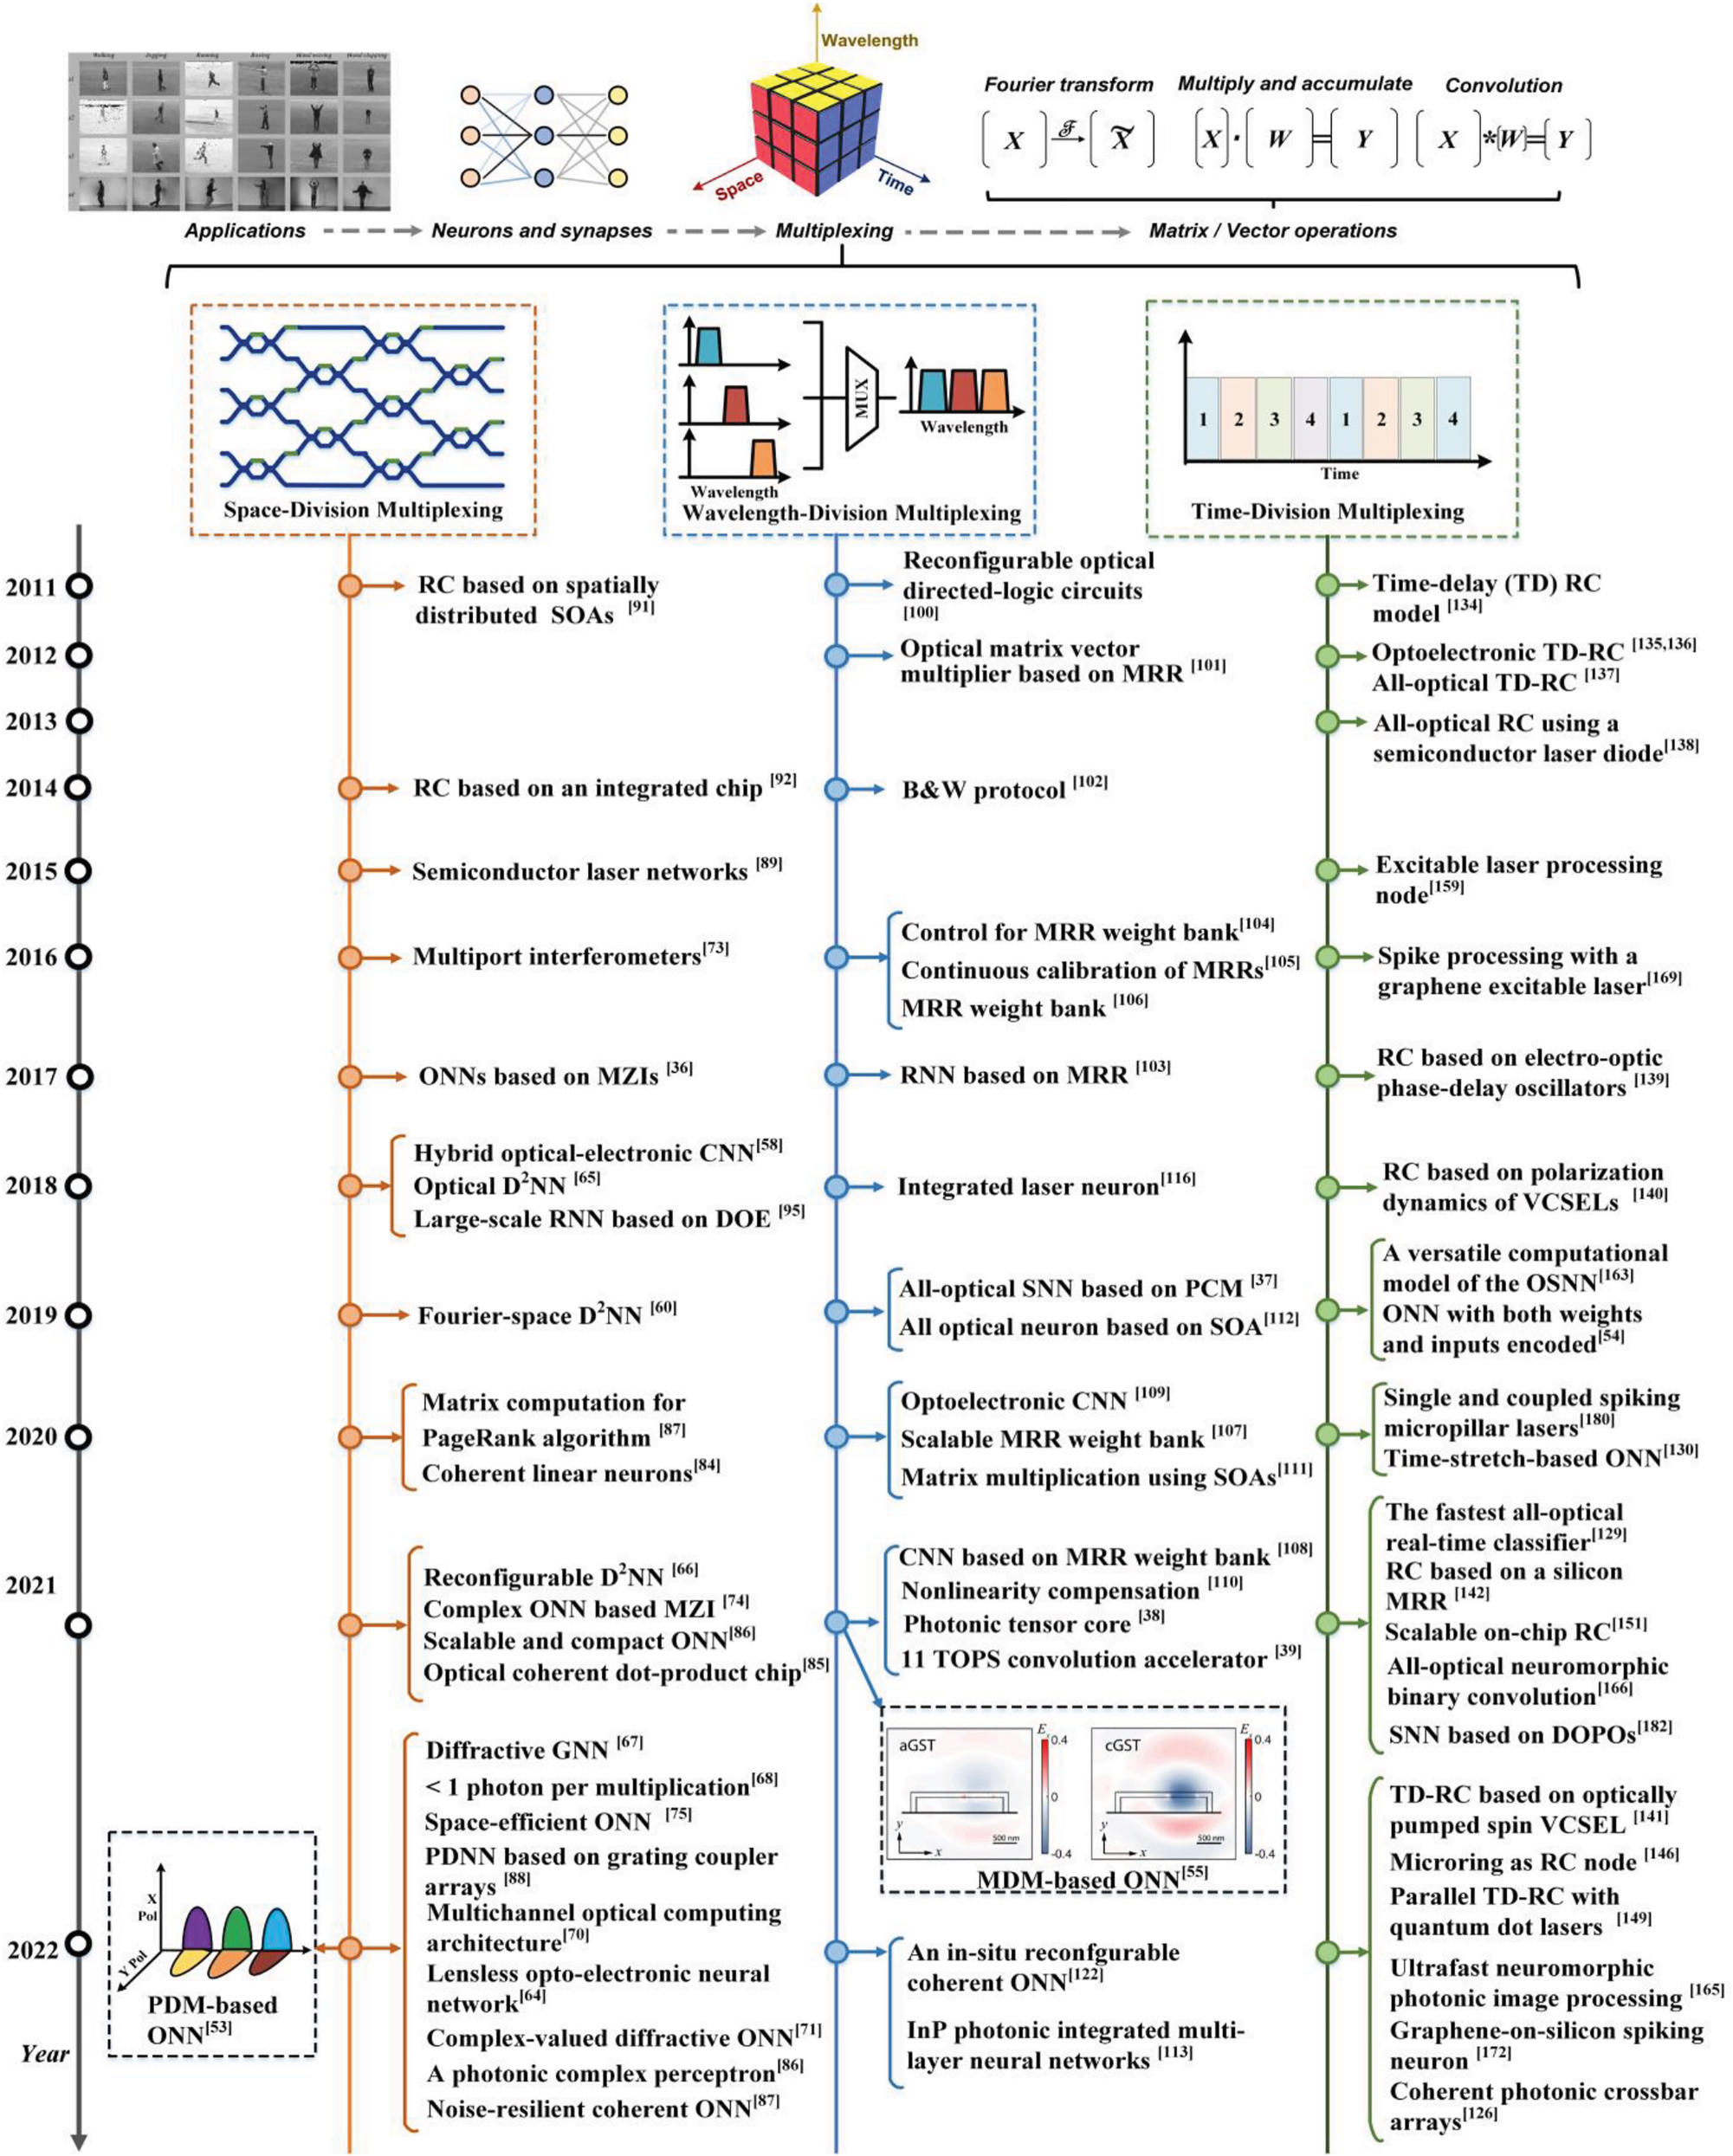 Walking Jogging Running Boxing Hand waving Hand clapping
s1
s2
s3
s4
Wavelength
Space
Time
Fourier transform
Multiply and accumulate
Convolution
X ℱ X̃
X · W = Y
X * W = Y
Applications
Neurons and synapses
Multiplexing
Matrix / Vector operations
Space-Division Multiplexing
MUX
Wavelength
Wavelength
Wavelength-Division Multiplexing
1 2 3 4 1 2 3 4
Time
Time-Division Multiplexing
2011
RC based on spatially
distributed SOAs [91]
Reconfigurable optical
directed-logic circuits
[100]
Time-delay (TD) RC
model [134]
2012
Optical matrix vector
multiplier based on MRR [101]
Optoelectronic TD-RC [135,136]
All-optical TD-RC [137]
2013
All-optical RC using a
semiconductor laser diode[138]
2014
RC based on an integrated chip [92]
B&W protocol [102]
2015
Semiconductor laser networks [89]
Excitable laser processing
node[159]
2016
Multiport interferometers[73]
Control for MRR weight bank[104]
Continuous calibration of MRRs[105]
MRR weight bank [106]
Spike processing with a
graphene excitable laser[169]
2017
ONNs based on MZIs [36]
RNN based on MRR [103]
RC based on electro-optic
phase-delay oscillators [139]
2018
Hybrid optical-electronic CNN[58]
Optical D2NN [65]
Large-scale RNN based on DOE [95]
Integrated laser neuron[116]
RC based on polarization
dynamics of VCSELs [140]
2019
Fourier-space D2NN [60]
All-optical SNN based on PCM [37]
All optical neuron based on SOA[112]
A versatile computational
model of the OSNN[163]
ONN with both weights
and inputs encoded[54]
2020
Matrix computation for
PageRank algorithm [87]
Coherent linear neurons[84]
Optoelectronic CNN [109]
Scalable MRR weight bank [107]
Matrix multiplication using SOAs[111]
Single and coupled spiking
micropillar lasers[180]
Time-stretch-based ONN[130]
2021
Reconfigurable D2NN [66]
Complex ONN based MZI [74]
Scalable and compact ONN[86]
Optical coherent dot-product chip[85]
CNN based on MRR weight bank [108]
Nonlinearity compensation [110]
Photonic tensor core [38]
11 TOPS convolution accelerator [39]
aGST
Ez
0.4
0
-0.4
y
x
500 nm
cGST
Ez
0.4
0
-0.4
y
x
500 nm
MDM-based ONN[55]
The fastest all-optical
real-time classifier[129]
RC based on a silicon
MRR [142]
Scalable on-chip RC[151]
All-optical neuromorphic
binary convolution[166]
SNN based on DOPOs[182]
2022
X
Pol
Y Pol
PDM-based
ONN[53]
Diffractive GNN [67]
< 1 photon per multiplication[68]
Space-efficient ONN [75]
PDNN based on grating coupler
arrays [88]
Multichannel optical computing
architecture[70]
Lensless opto-electronic neural
network[64]
Complex-valued diffractive ONN[71]
A photonic complex perceptron[86]
Noise-resilient coherent ONN[87]
An in-situ reconfgurable
coherent ONN[122]
InP photonic integrated multi-
layer neural networks [113]
TD-RC based on optically
pumped spin VCSEL [141]
Microring as RC node [146]
Parallel TD-RC with
quantum dot lasers [149]
Ultrafast neuromorphic
photonic image processing [165]
Graphene-on-silicon spiking
neuron [172]
Coherent photonic crossbar
arrays[126]
Year